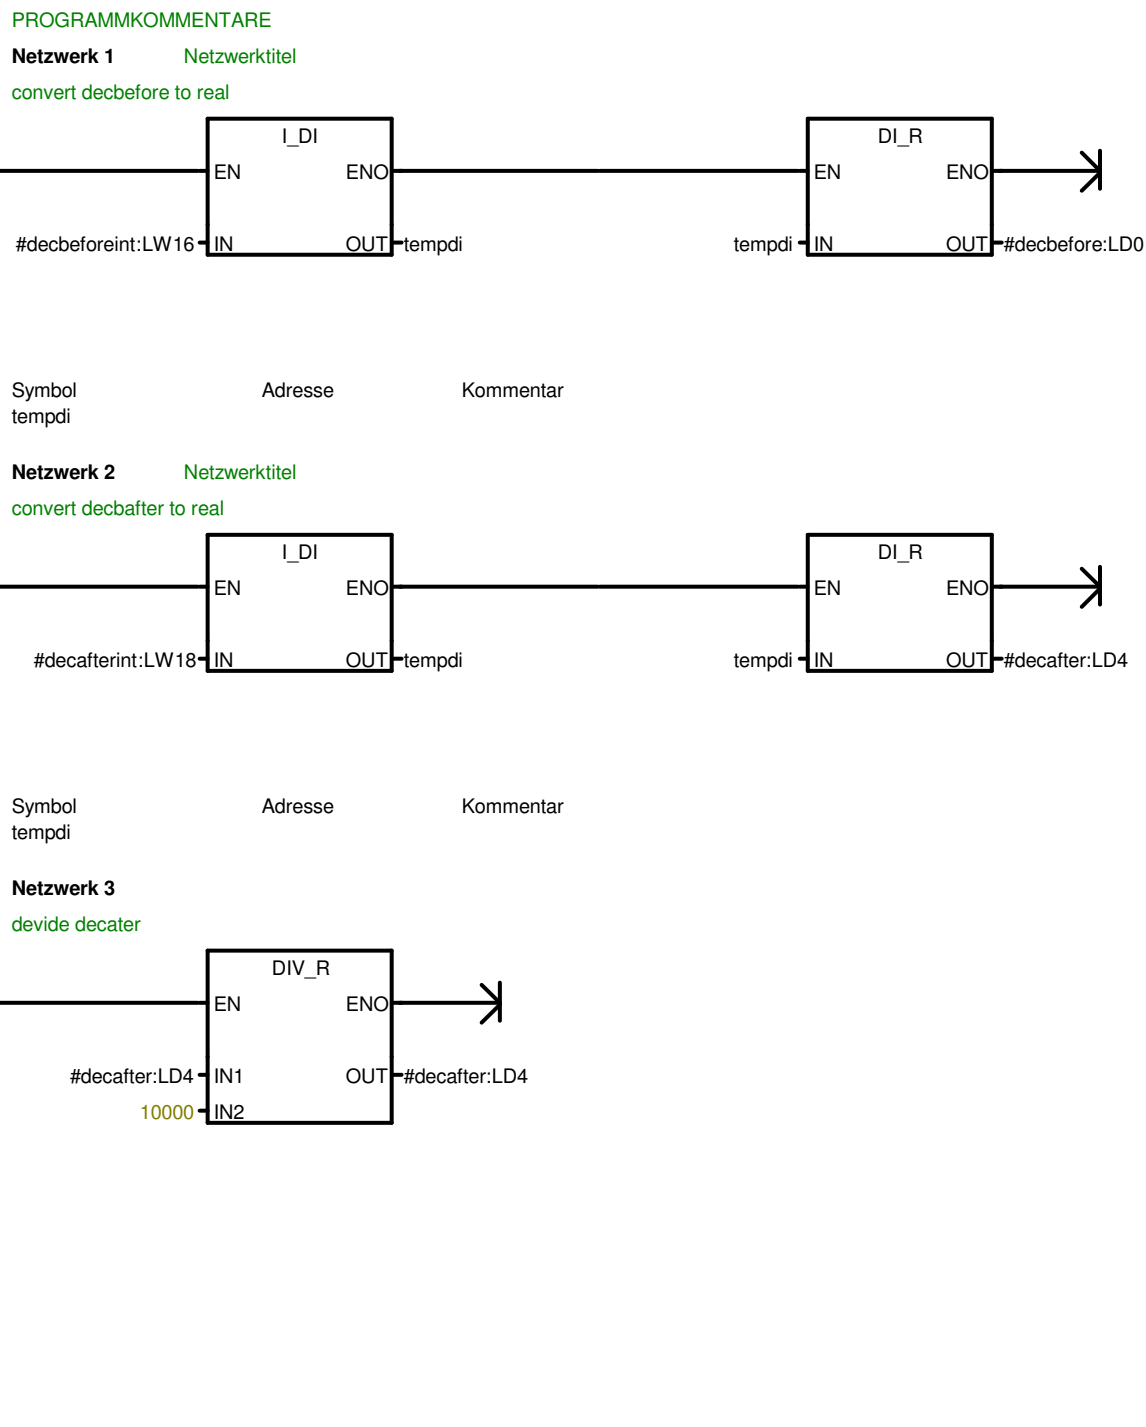 PROGRAMMKOMMENTARE
Netzwerk 1 Netzwerktitel
convert decbefore to real
I_DI DI_R
EN ENO EN ENO
#decbeforeint:LW16 IN OUT tempdi tempdi IN OUT #decbefore:LD0
Symbol Adresse Kommentar
tempdi
Netzwerk 2 Netzwerktitel
convert decbafter to real
I_DI DI_R
EN ENO EN ENO
#decafterint:LW18 IN OUT tempdi tempdi IN OUT #decafter:LD4
Symbol Adresse Kommentar
tempdi
Netzwerk 3
devide decater
DIV_R
EN ENO
#decafter:LD4 IN1 OUT #decafter:LD4
10000 IN2